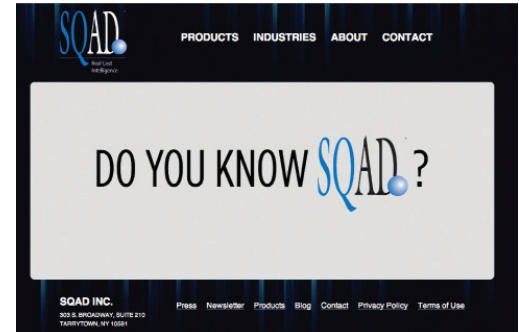 SQAD
Real Cost
Intelligence
PRODUCTS INDUSTRIES ABOUT CONTACT
DO YOU KNOW SQAD ?
SQAD INC.
303 S. BROADWAY, SUITE 210
TARRYTOWN, NY 10591
Press Newsletter Products Blog Contact Privacy Policy Terms of Use